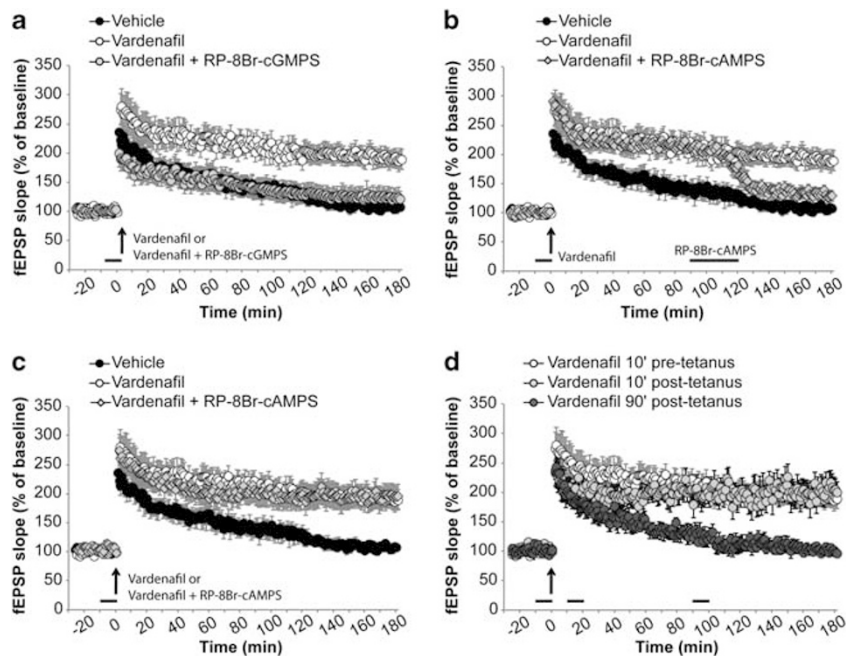 a
Vehicle
Vardenafil
Vardenafil + RP-8Br-cGMPS
fEPSP slope (% of baseline)
350
300
250
200
150
100
50
0
Vardenafil or
Vardenafil + RP-8Br-cGMPS
-20 0 20 40 60 80 100 120 140 160 180
Time (min)
b
Vehicle
Vardenafil
Vardenafil + RP-8Br-cAMPS
fEPSP slope (% of baseline)
350
300
250
200
150
100
50
0
Vardenafil
RP-8Br-cAMPS
-20 0 20 40 60 80 100 120 140 160 180
Time (min)
c
Vehicle
Vardenafil
Vardenafil + RP-8Br-cAMPS
fEPSP slope (% of baseline)
350
300
250
200
150
100
50
0
Vardenafil or
Vardenafil + RP-8Br-cAMPS
-20 0 20 40 60 80 100 120 140 160 180
Time (min)
d
Vardenafil 10' pre-tetanus
Vardenafil 10' post-tetanus
Vardenafil 90' post-tetanus
fEPSP slope (% of baseline)
350
300
250
200
150
100
50
0
-20 0 20 40 60 80 100 120 140 160 180
Time (min)